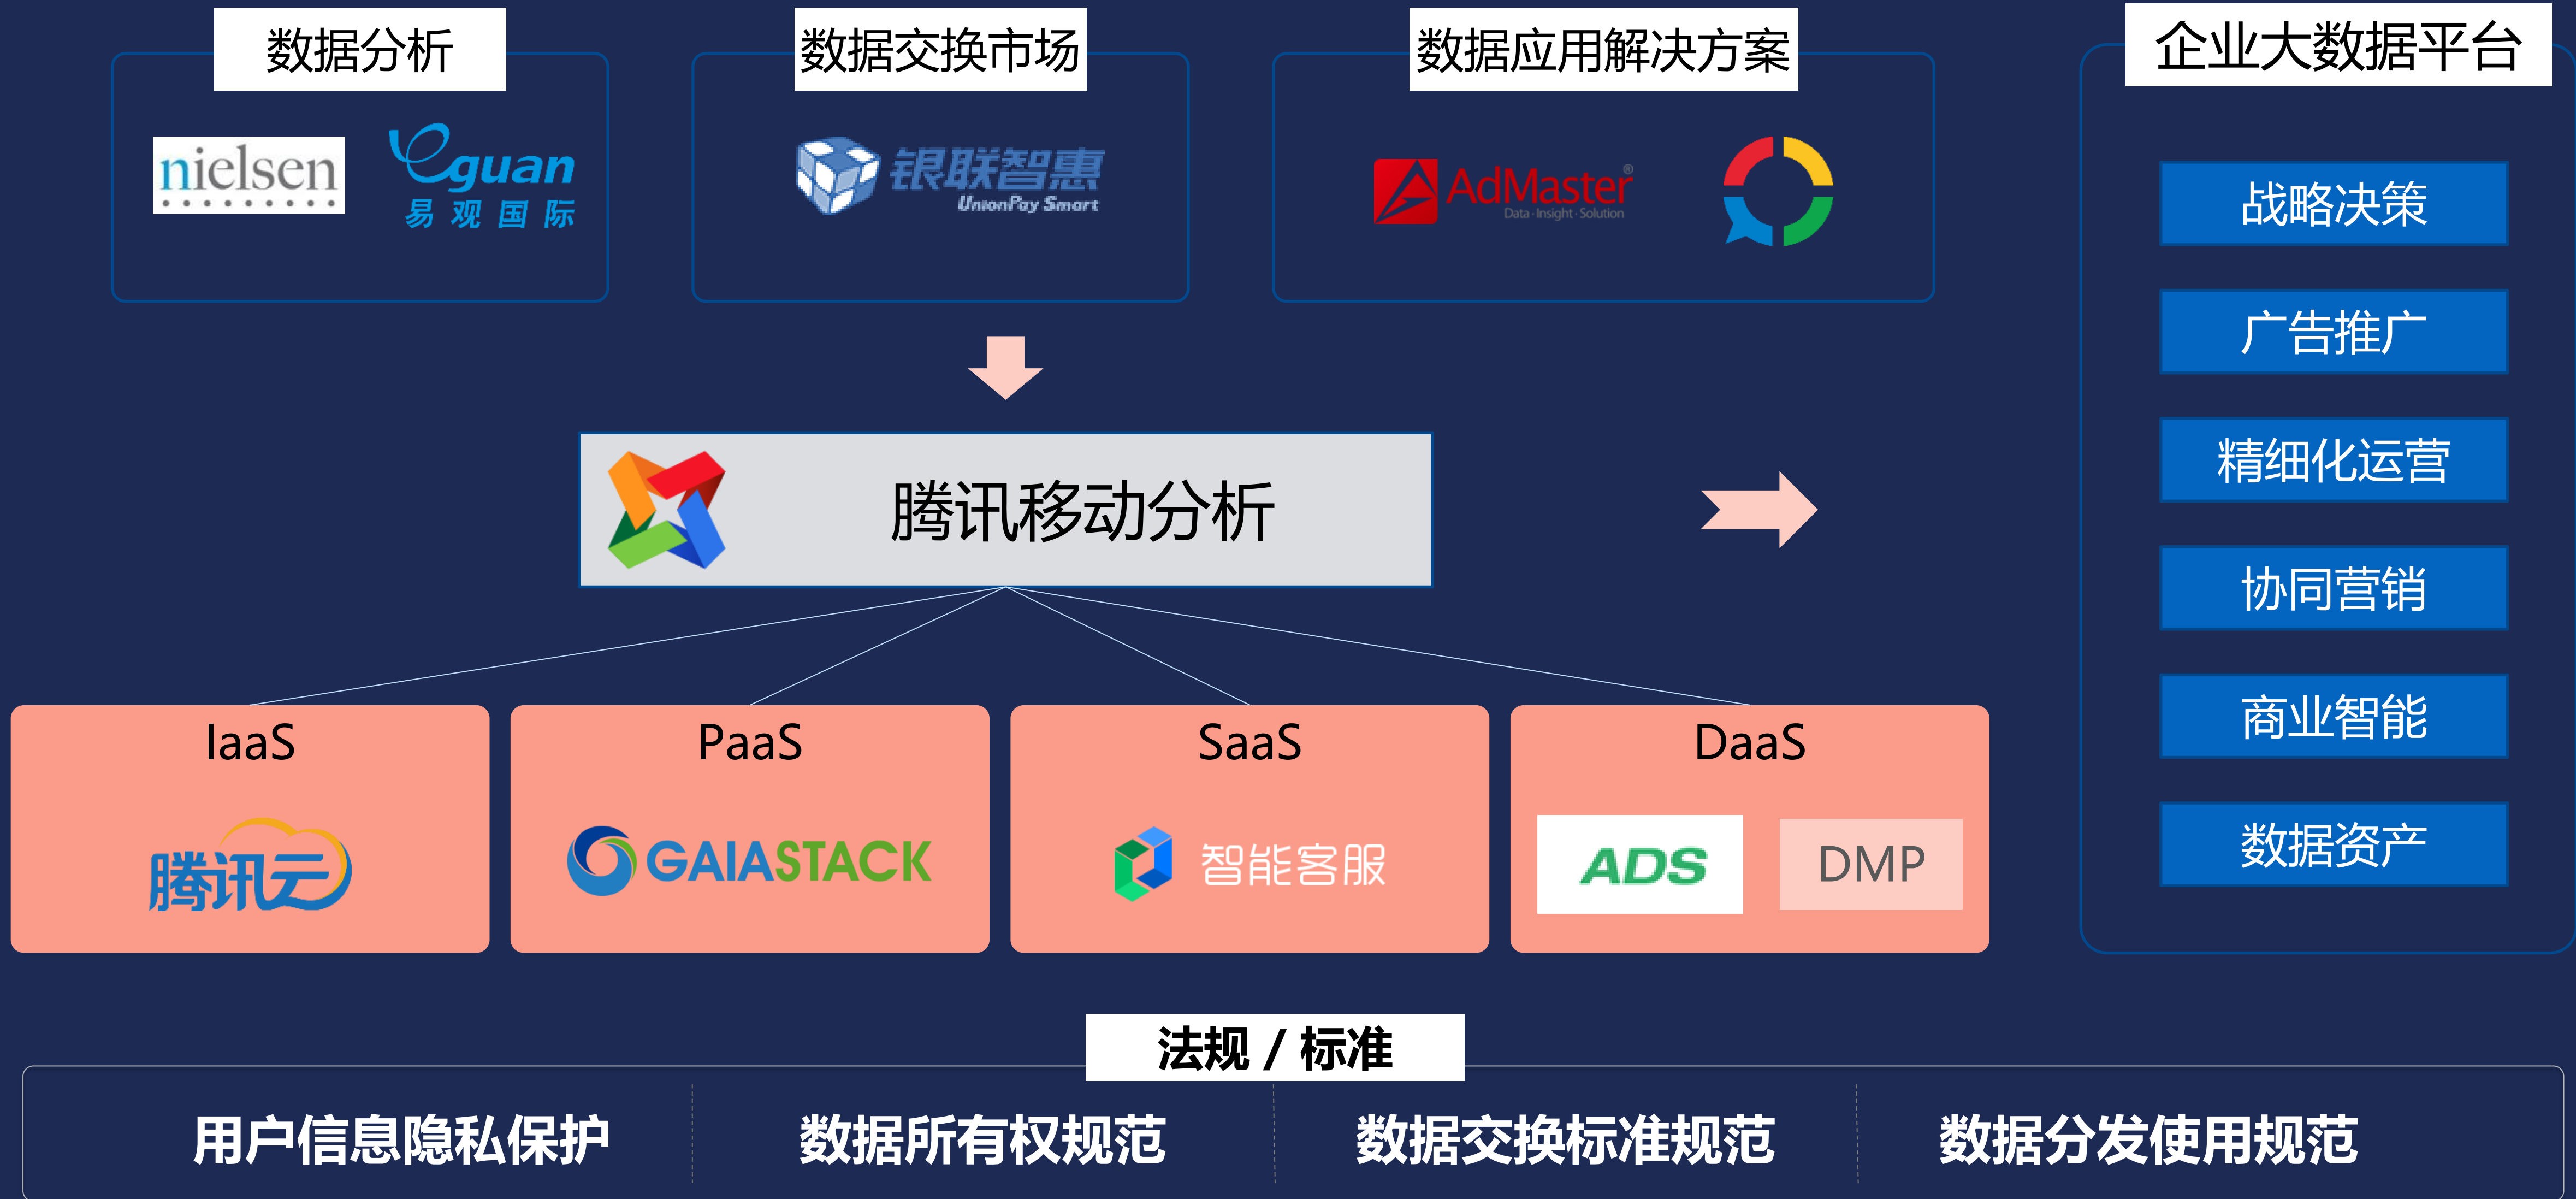 数据分析
nielsen
eguan
易观国际
数据交换市场
银联智惠
UnionPay Smart
数据应用解决方案
AdMaster®
Data·Insight·Solution
企业大数据平台
战略决策
广告推广
精细化运营
协同营销
商业智能
数据资产
腾讯移动分析
IaaS
腾讯云
PaaS
GAIASTACK
SaaS
智能客服
DaaS
ADS
DMP
法规 / 标准
用户信息隐私保护
数据所有权规范
数据交换标准规范
数据分发使用规范